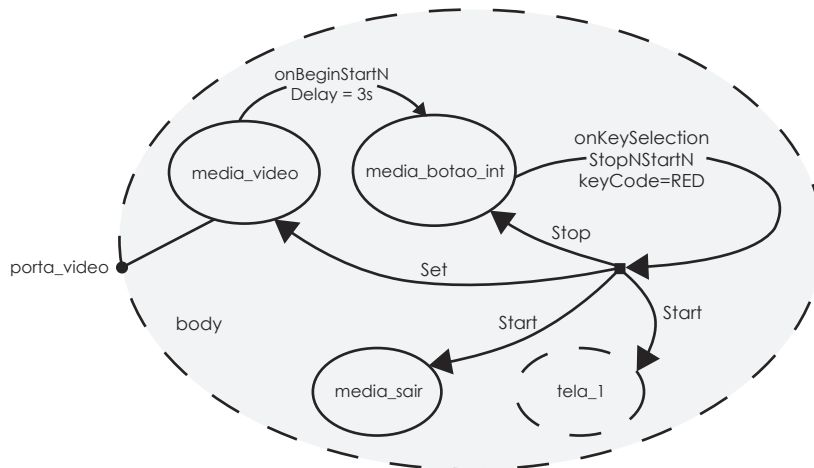 onBeginStartN
Delay = 3s
media_video
media_botao_int
onKeySelection
StopNStartN
keyCode=RED
Stop
porta_video
Set
body
Start
Start
media_sair
tela_1